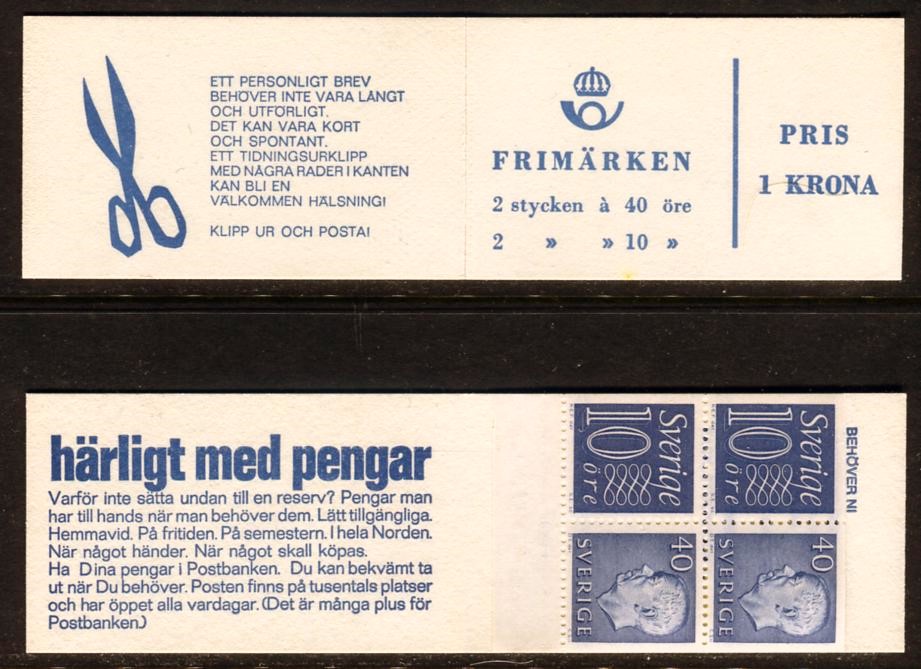 ETT PERSONLIGT BREV
BEHÖVER INTE VARA LÅNGT
OCH UTFÖRLIGT.
DET KAN VARA KORT
OCH SPONTANT.
ETT TIDNINGSURKLIPP
MED NÅGRA RADER I KANTEN
KAN BLI EN
VÄLKOMMEN HÄLSNING!
KLIPP UR OCH POSTA!
FRIMÄRKEN
2 stycken à 40 öre
2 » » 10 »
PRIS
1 KRONA
härligt med pengar
Varför inte sätta undan till en reserv? Pengar man
har till hands när man behöver dem. Lätt tillgängliga.
Hemmavid. På fritiden. På semestern. I hela Norden.
När något händer. När något skall köpas.
Ha Dina pengar i Postbanken. Du kan bekvämt ta
ut när Du behöver. Posten finns på tusentals platser
och har öppet alla vardagar. (Det är många plus för
Postbanken.)
Sverige
10
öre
Sverige
10
öre
40
SVERIGE
40
SVERIGE
BEHÖVER NI